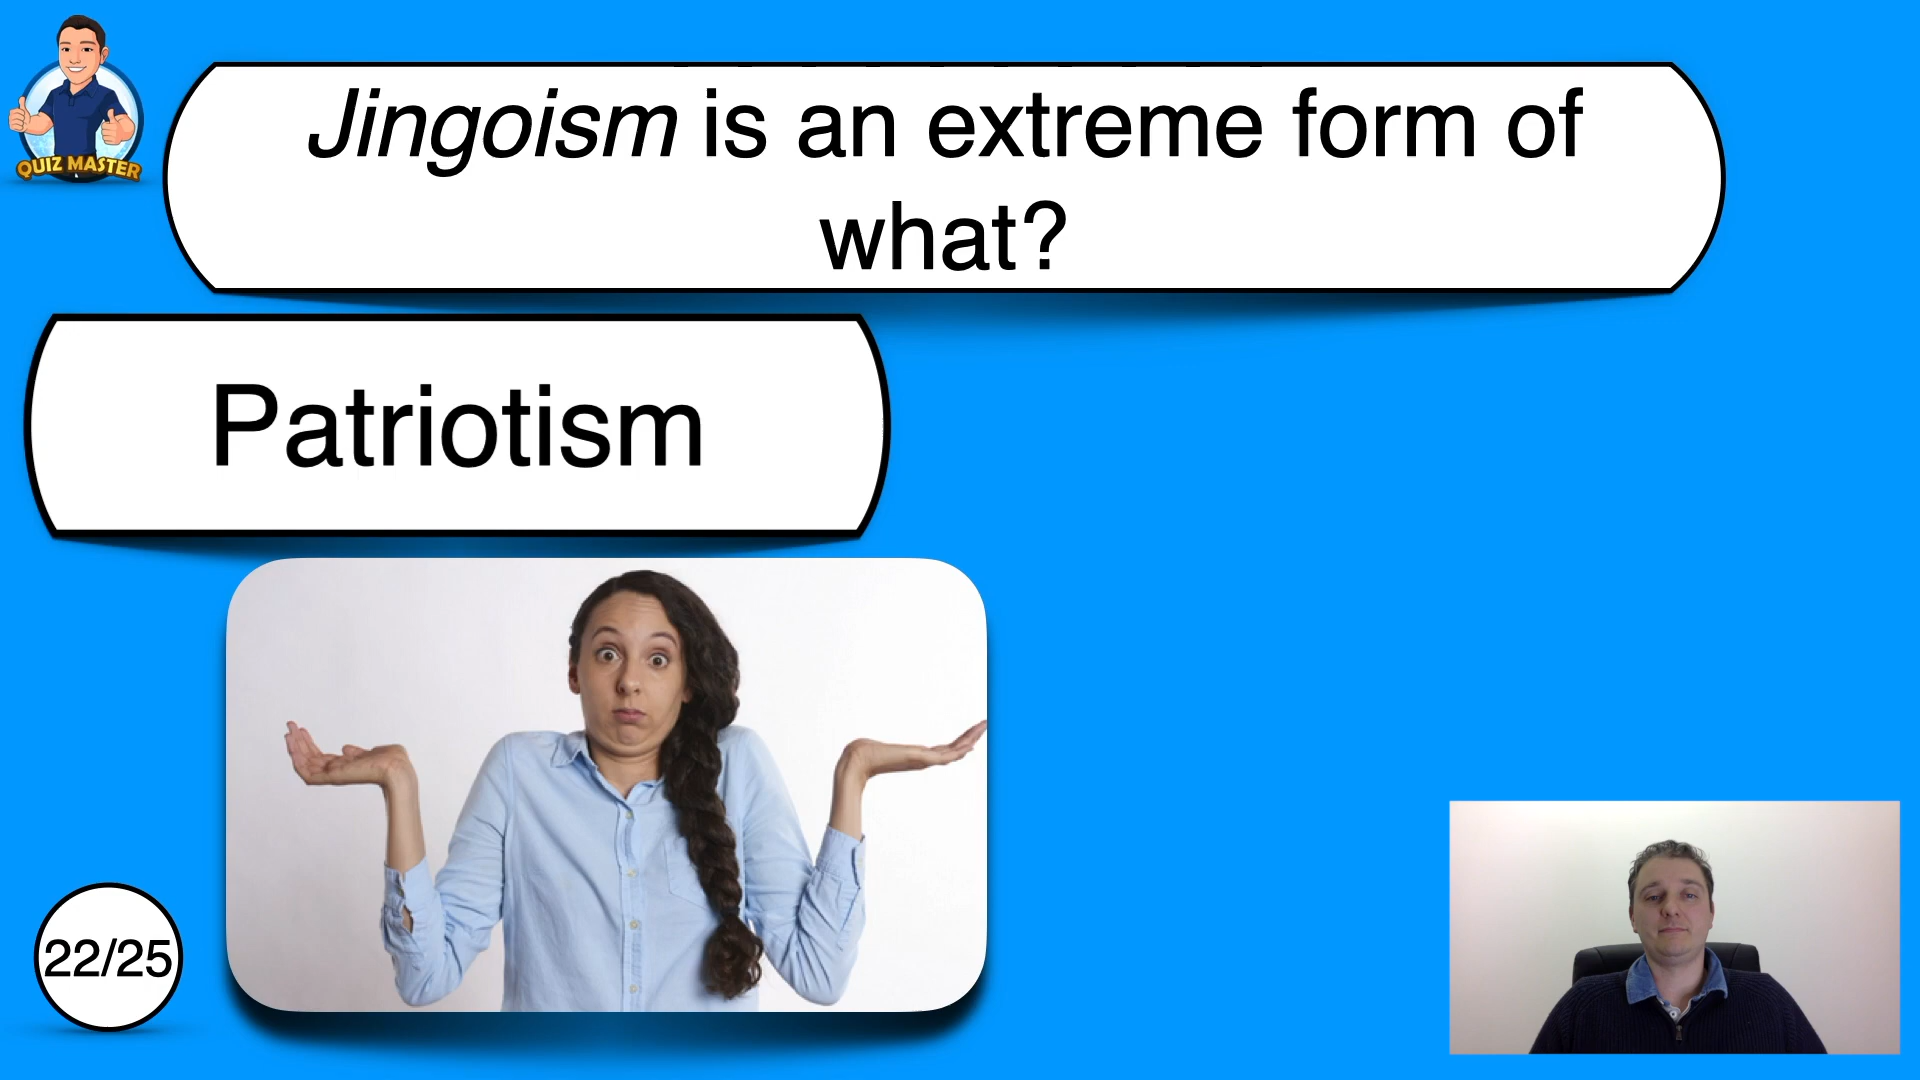 QUIZ MASTER
Jingoism is an extreme form of
what?
Patriotism
22/25